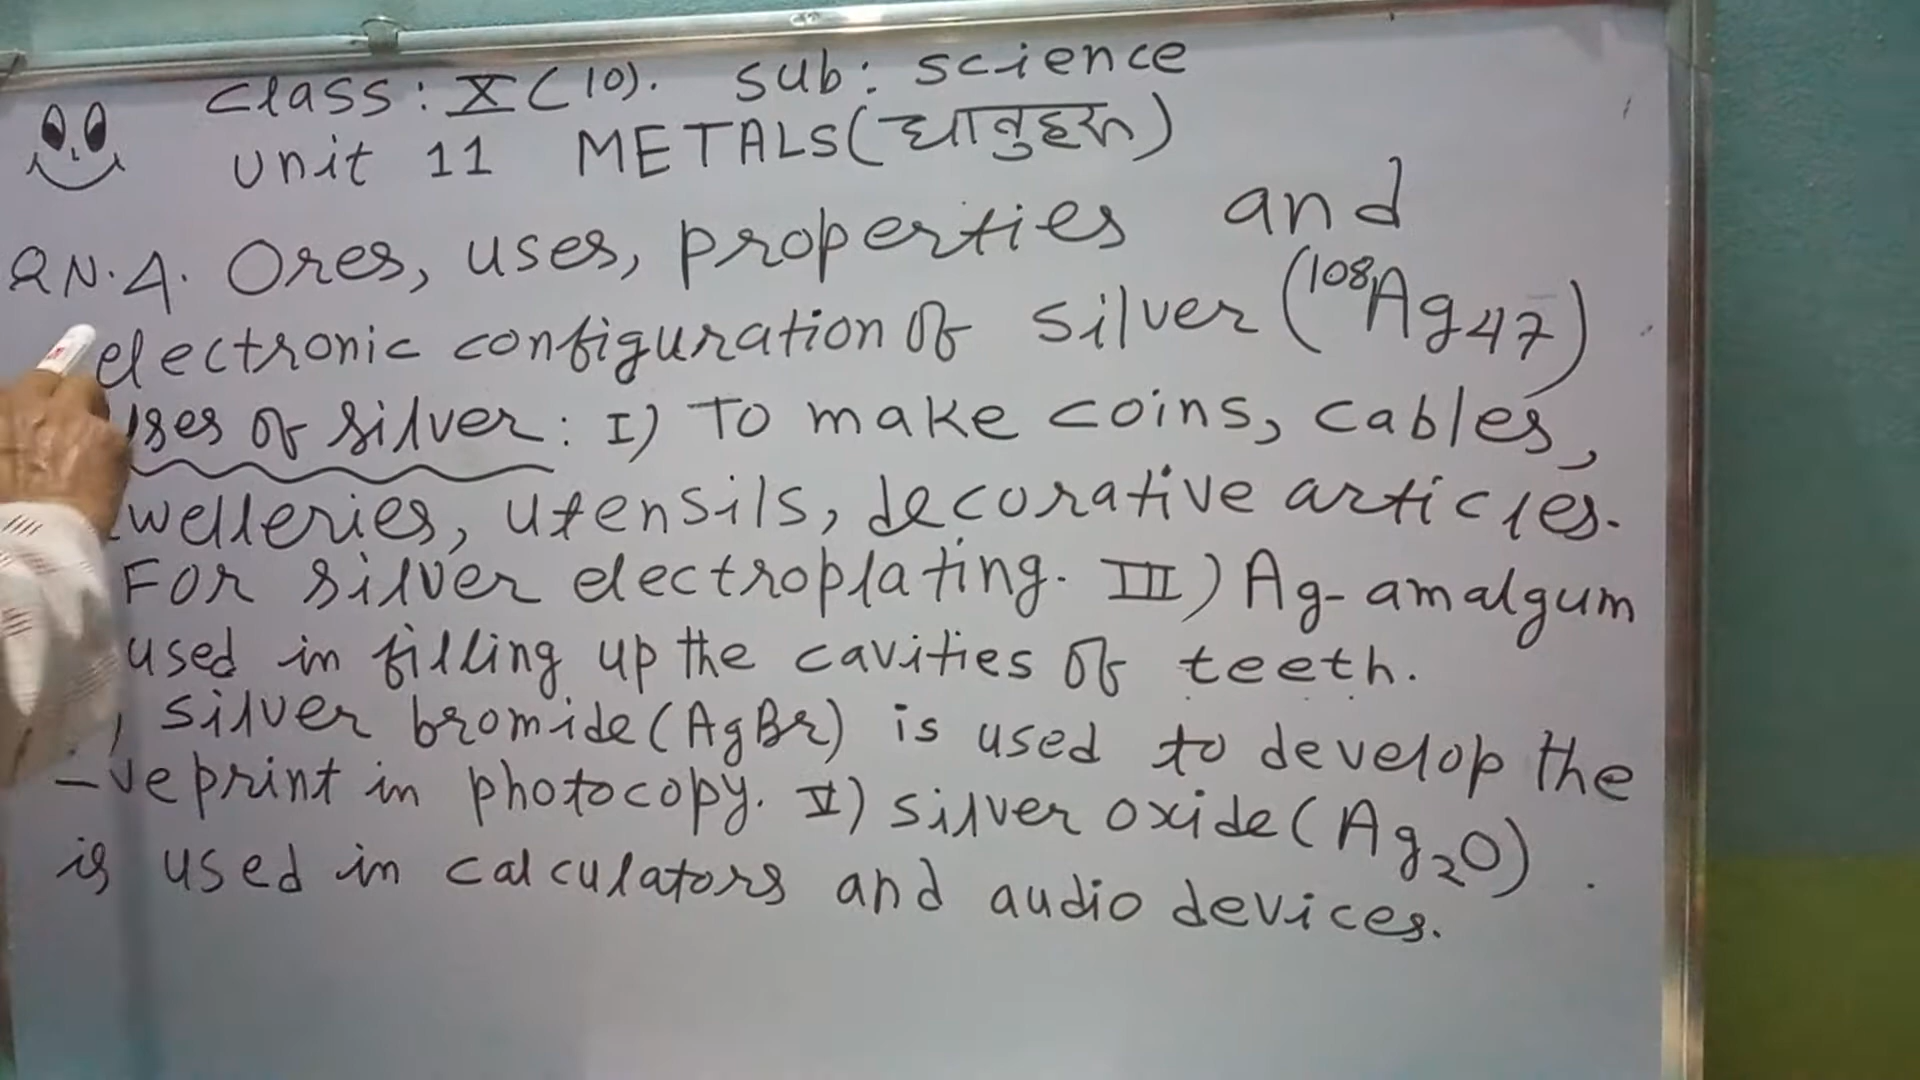 Class: X(10). Sub: Science
Unit 11 METALS(धातुहरू)
QN.4. Ores, uses, properties and
electronic configuration of silver (¹⁰⁸Ag₄₇)
ses of silver: I) To make coins, cables,
welleries, utensils, decorative articles.
For silver electroplating. III) Ag-amalgum
used in filling up the cavities of teeth.
, silver bromide(AgBr) is used to develop the
-ve print in photocopy. V) silver oxide(Ag₂O)
is used in calculators and audio devices.